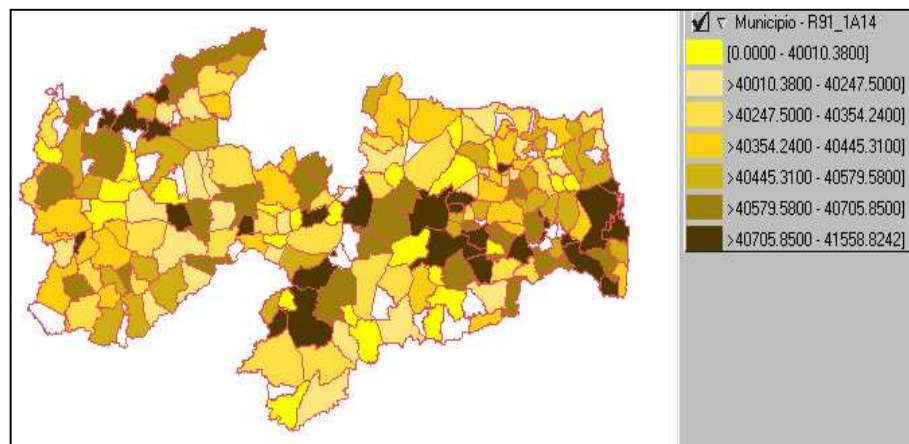 Municipio - R91_1A14
[0.0000 - 40010.3800]
>40010.3800 - 40247.5000]
>40247.5000 - 40354.2400]
>40354.2400 - 40445.3100]
>40445.3100 - 40579.5800]
>40579.5800 - 40705.8500]
>40705.8500 - 41558.8242]